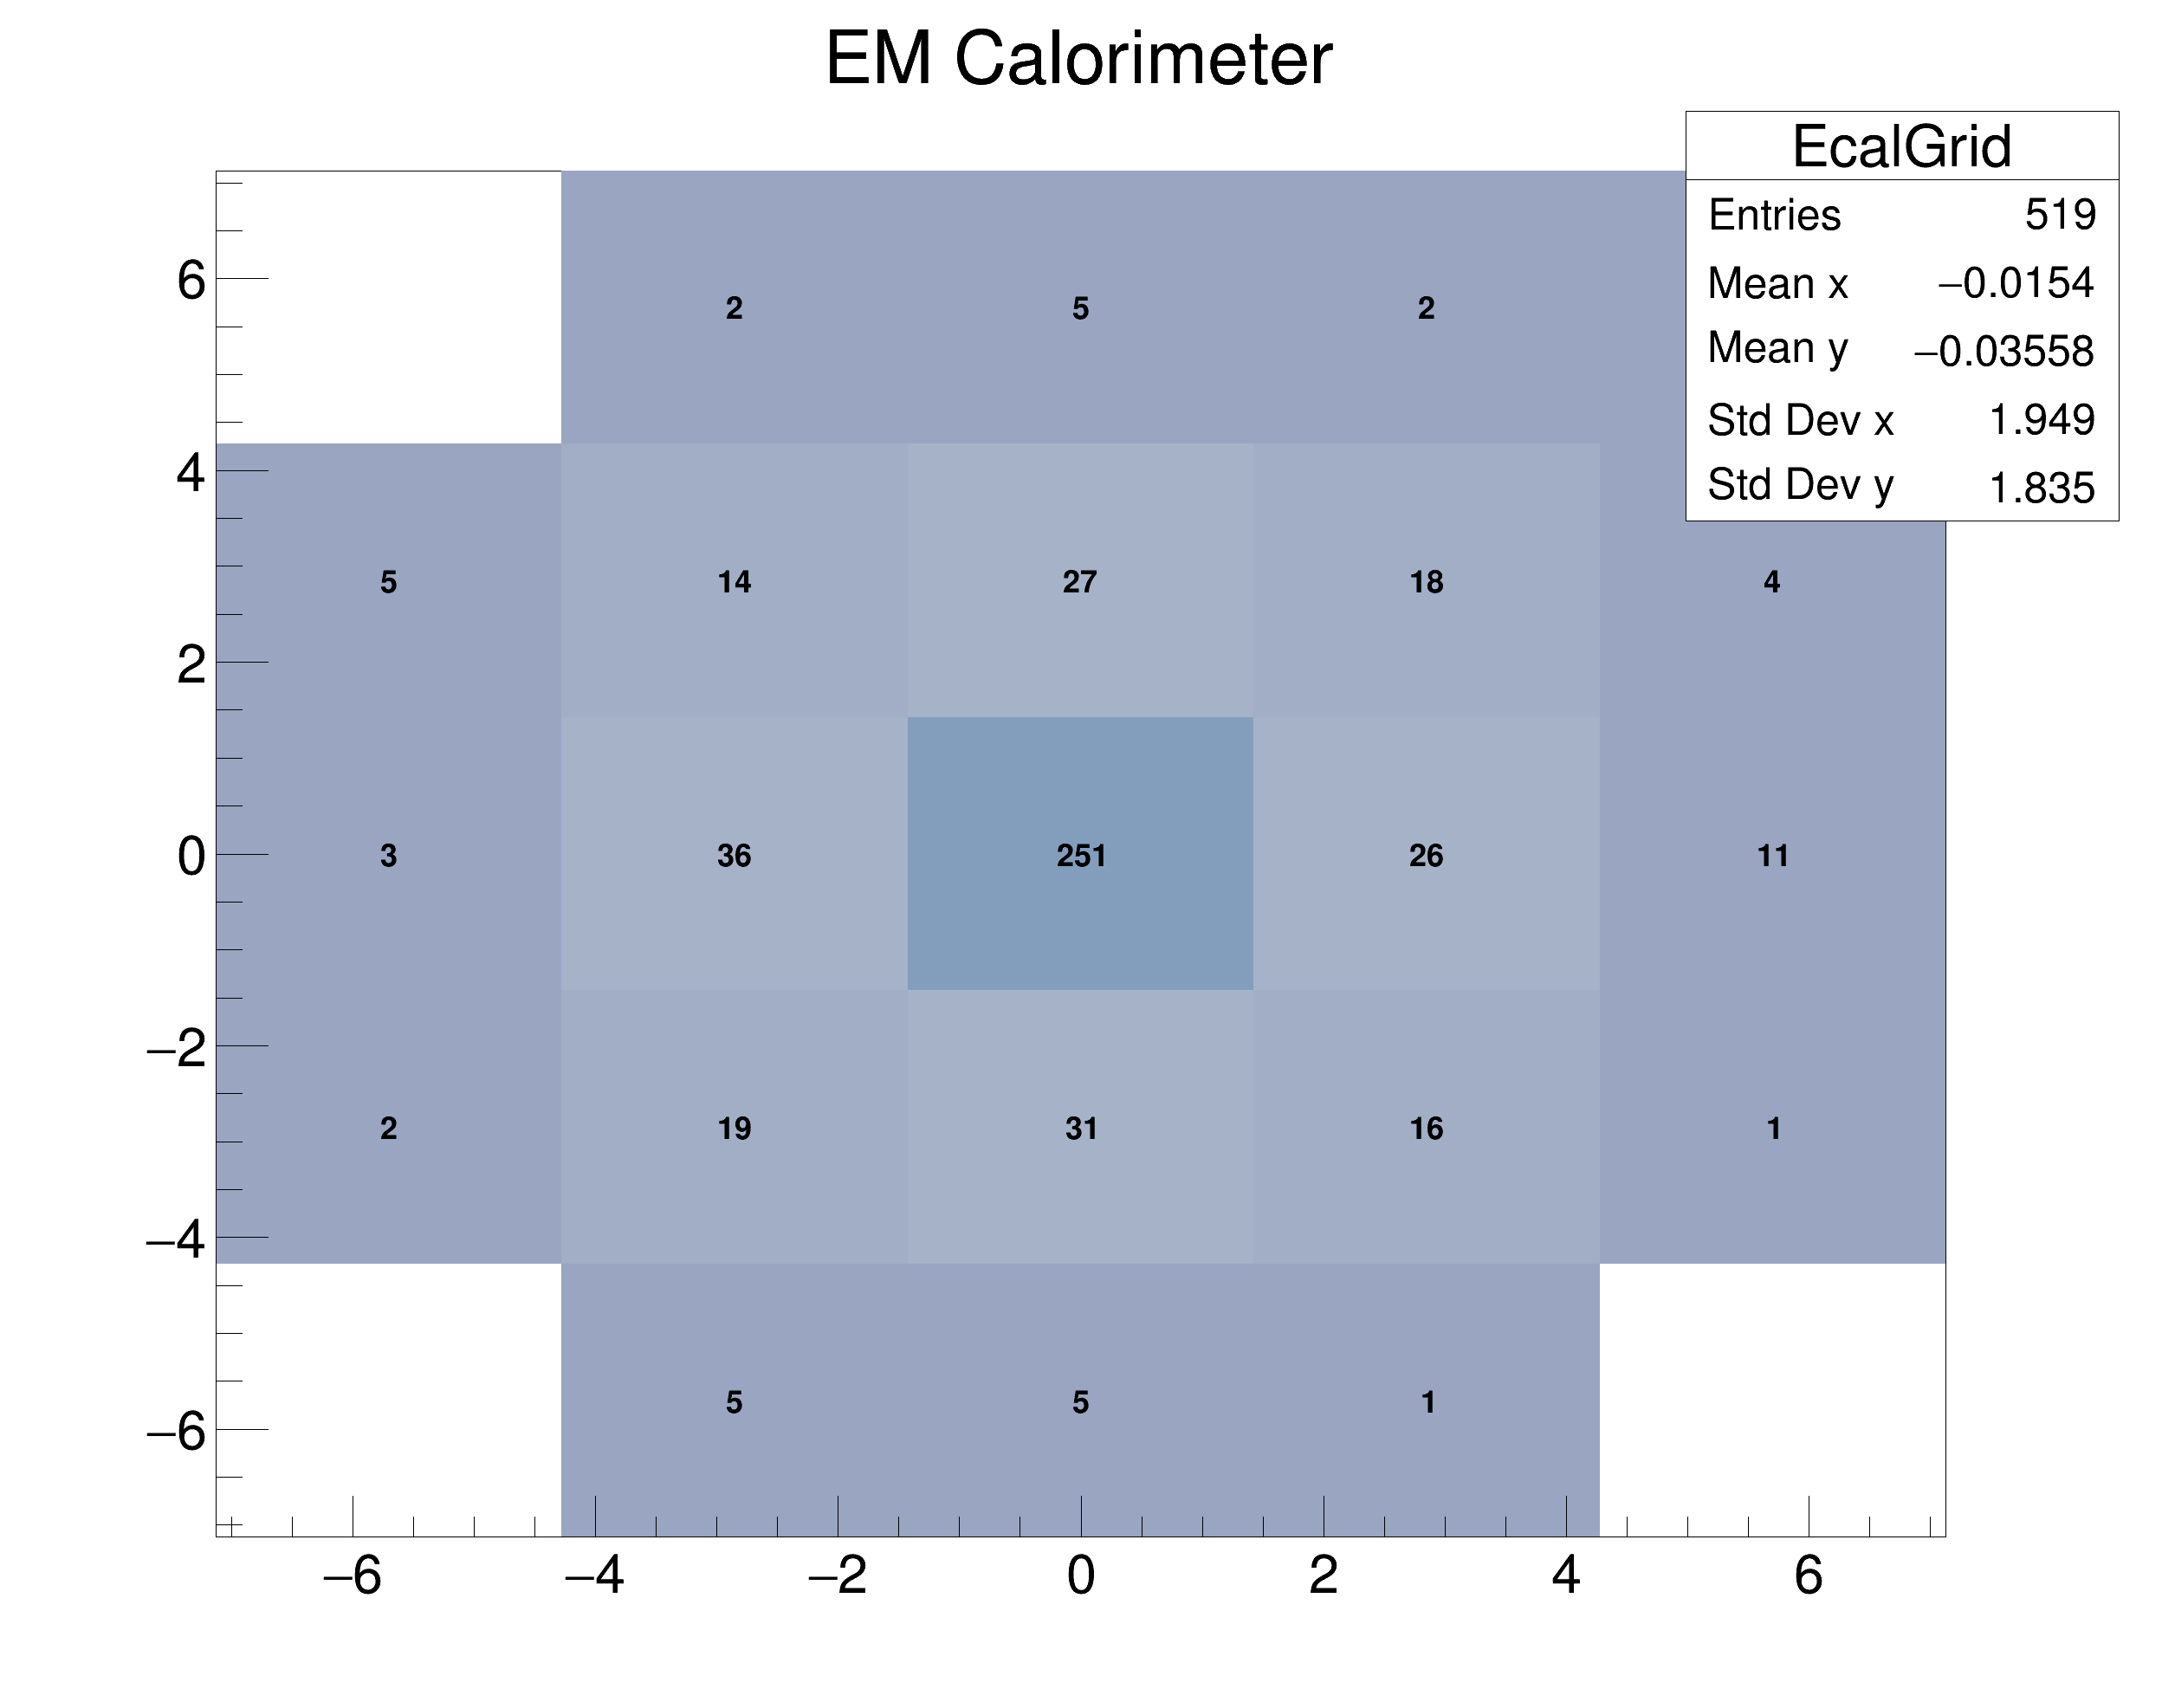 EM Calorimeter
EcalGrid
Entries 519
Mean x −0.0154
Mean y −0.03558
Std Dev x 1.949
Std Dev y 1.835
6
2 5 2
4
5 14 27 18 4
2
0
3 36 251 26 11
−2
2 19 31 16 1
−4
5 5 1
−6
−6 −4 −2 0 2 4 6